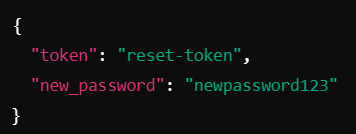 {
  "token": "reset-token",
  "new_password": "newpassword123"
}